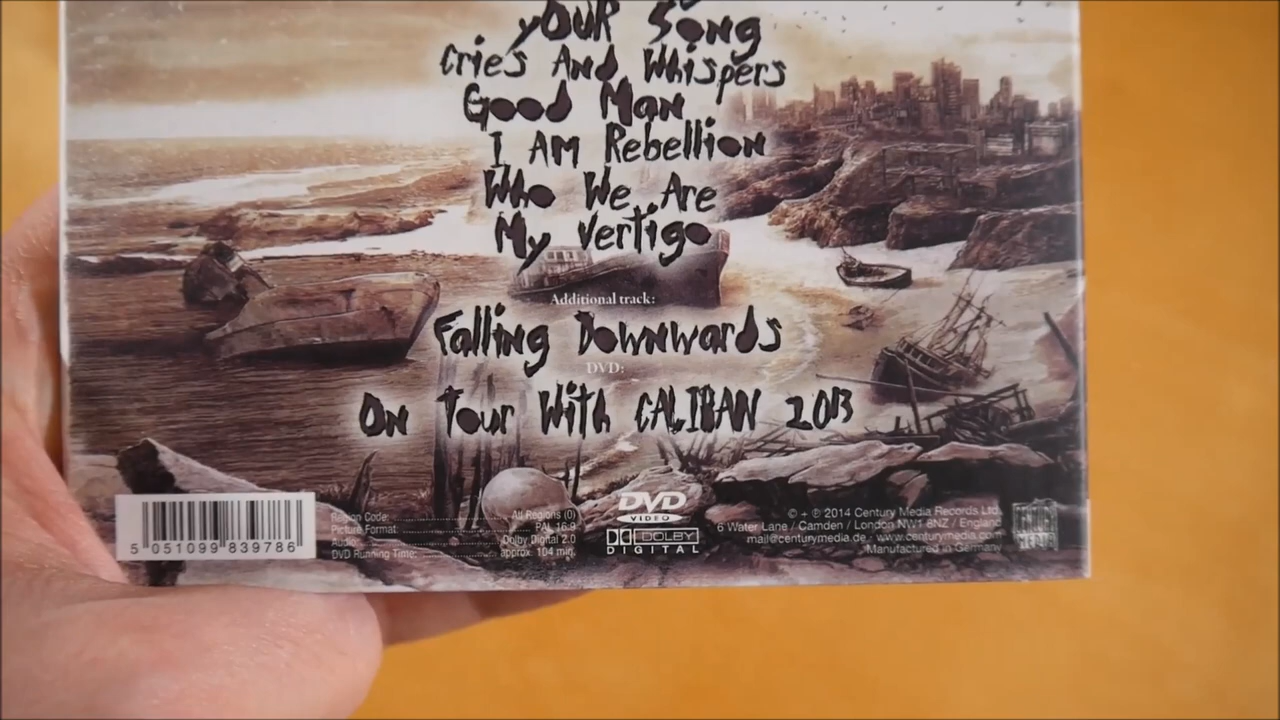 yOUR Song
Cries And Whispers
Good Man
I AM Rebellion
Who We Are
My Vertigo
Additional track:
Falling Downwards
DVD:
ON Tour With CALIBAN 2013
5 051099 839786
Region Code: All Regions (0)
Picture Format: PAL 16:9
Audio: Dolby Digital 2.0
DVD Running Time: approx. 104 min.
DVD
VIDEO
DOLBY
DIGITAL
© + ℗ 2014 Century Media Records Ltd.
6 Water Lane / Camden / London NW1 8NZ / England
mail@centurymedia.de / www.centurymedia.com
Manufactured in Germany
CENTURY
MEDIA